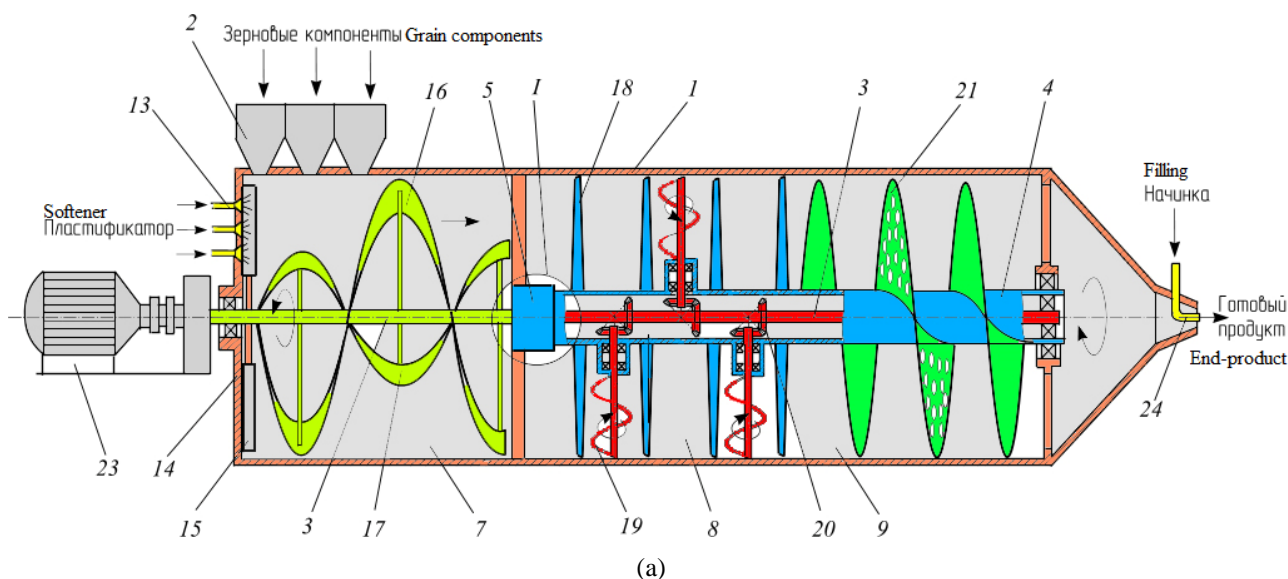 Зерновые компоненты Grain components
2
13
16
5
I
18
1
3
21
4
Filling
Начинка
Softener
Пластификатор
Готовый
продукт
End-product
23
14
15
3
17
7
19
8
20
9
24
(a)